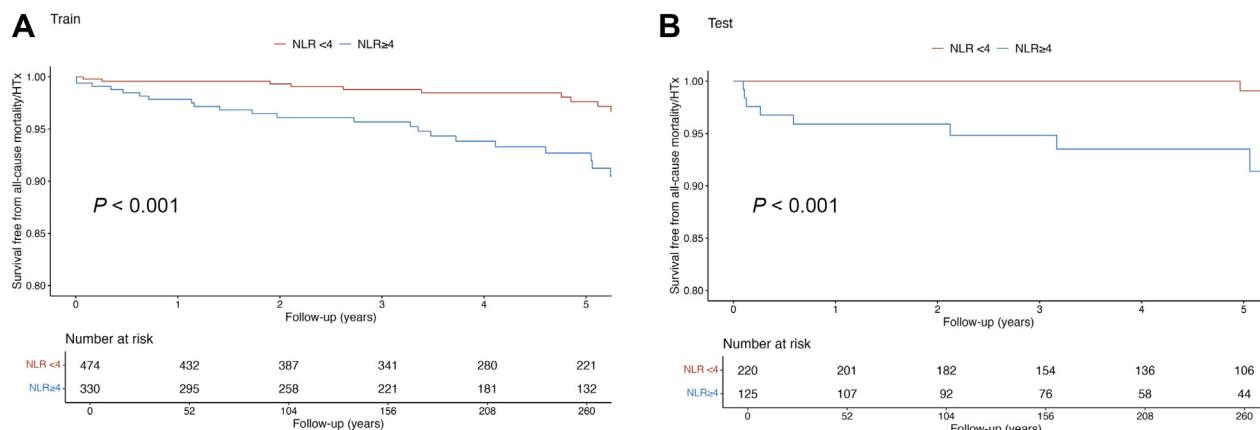 A
Train
NLR <4 NLR≥4
Survival free from all-cause mortality/HTx
1.00
0.95
0.90
0.85
0.80
P < 0.001
0 1 2 3 4 5
Follow-up (years)
Number at risk
NLR <4 474 432 387 341 280 221
NLR≥4 330 295 258 221 181 132
0 52 104 156 208 260
Follow-up (years)
B
Test
NLR <4 NLR≥4
Survival free from all-cause mortality/HTx
1.00
0.95
0.90
0.85
0.80
P < 0.001
0 1 2 3 4 5
Follow-up (years)
Number at risk
NLR <4 220 201 182 154 136 106
NLR≥4 125 107 92 76 58 44
0 52 104 156 208 260
Follow-up (years)